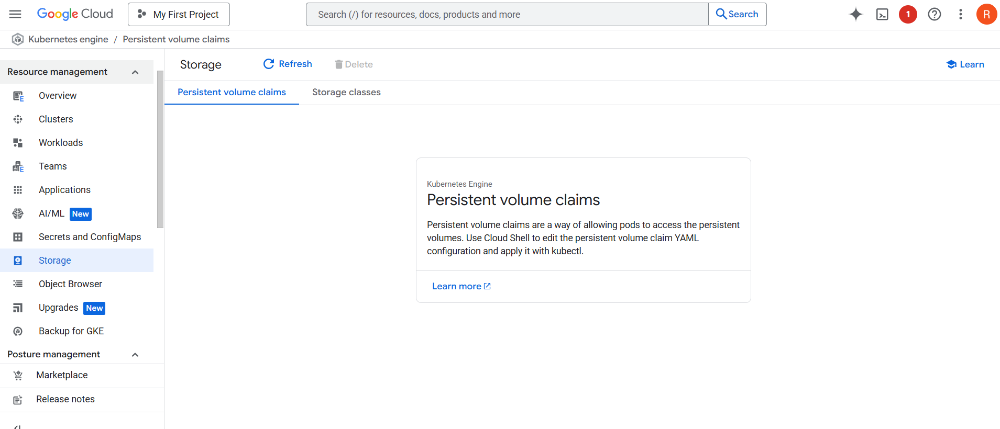 Google Cloud
My First Project
Search (/) for resources, docs, products and more
Search
1
R
Kubernetes engine / Persistent volume claims
Resource management
Overview
Clusters
Workloads
Teams
Applications
AI/ML New
Secrets and ConfigMaps
Storage
Object Browser
Upgrades New
Backup for GKE
Posture management
Marketplace
Release notes
Storage
Refresh
Delete
Learn
Persistent volume claims
Storage classes
Kubernetes Engine
Persistent volume claims
Persistent volume claims are a way of allowing pods to access the persistent
volumes. Use Cloud Shell to edit the persistent volume claim YAML
configuration and apply it with kubectl.
Learn more